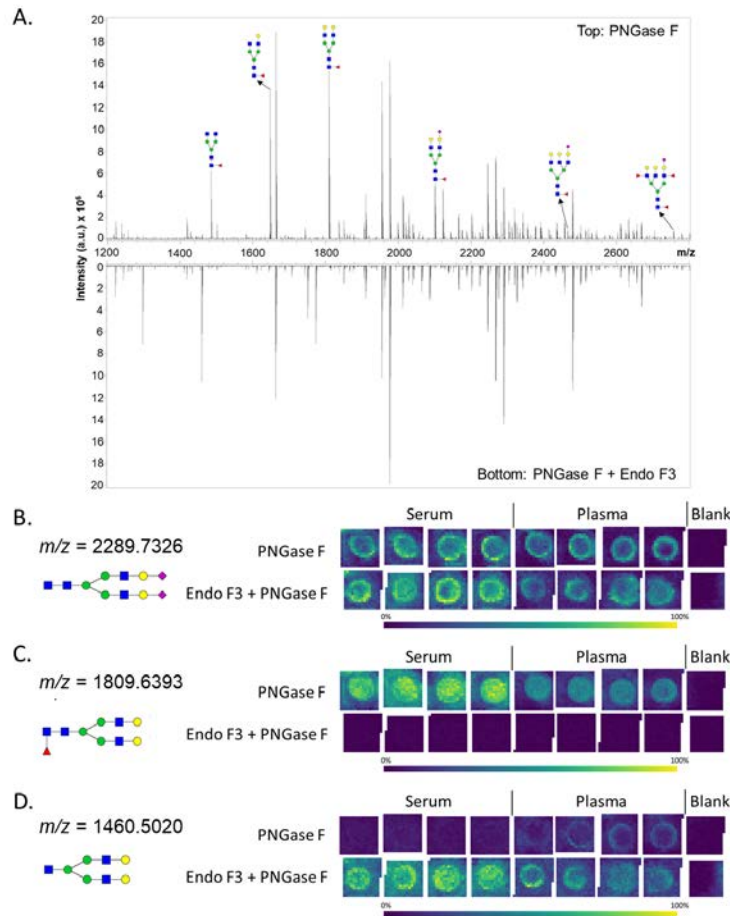 A.
20
18
16
14
12
10
8
6
4
2
0
Top: PNGase F
1200 1400 1600 1800 2000 2200 2400 2600 m/z
Intensity (a.u.) x 10⁶
0
2
4
6
8
10
12
14
16
18
20
Bottom: PNGase F + Endo F3
B.
Serum Plasma Blank
m/z = 2289.7326
PNGase F
Endo F3 + PNGase F
0% 100%
C.
Serum Plasma Blank
m/z = 1809.6393
PNGase F
Endo F3 + PNGase F
0% 100%
D.
Serum Plasma Blank
m/z = 1460.5020
PNGase F
Endo F3 + PNGase F
0% 100%